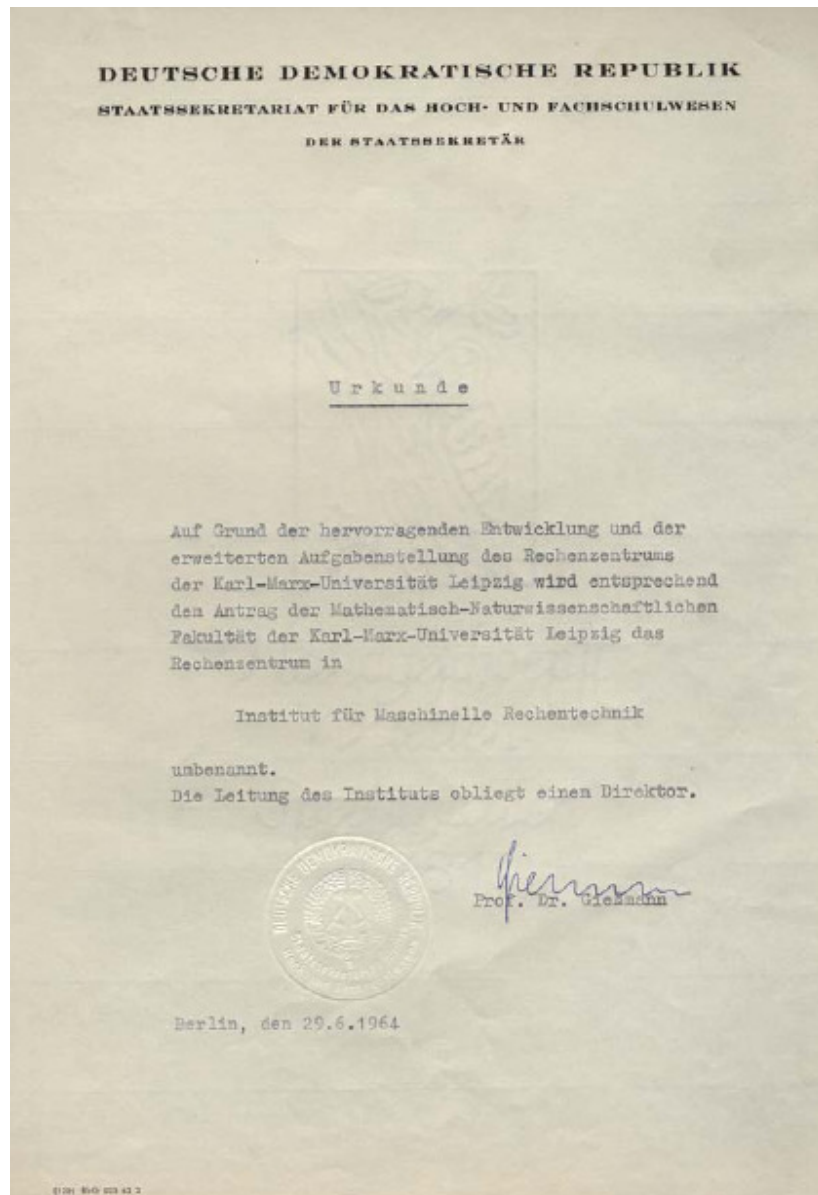 DEUTSCHE DEMOKRATISCHE REPUBLIK
STAATSSEKRETARIAT FÜR DAS HOCH- UND FACHSCHULWESEN
DER STAATSSEKRETÄR
Urkunde
Auf Grund der hervorragenden Entwicklung und der
erweiterten Aufgabenstellung des Rechenzentrums
der Karl-Marx-Universität Leipzig wird entsprechend
dem Antrag der Mathematisch-Naturwissenschaftlichen
Fakultät der Karl-Marx-Universität Leipzig das
Rechenzentrum in
Institut für Maschinelle Rechentechnik
umbenannt.
Die Leitung des Instituts obliegt einem Direktor.
Prof. Dr. Gießmann
DEUTSCHE DEMOKRATISCHE REPUBLIK
Berlin, den 29.6.1964